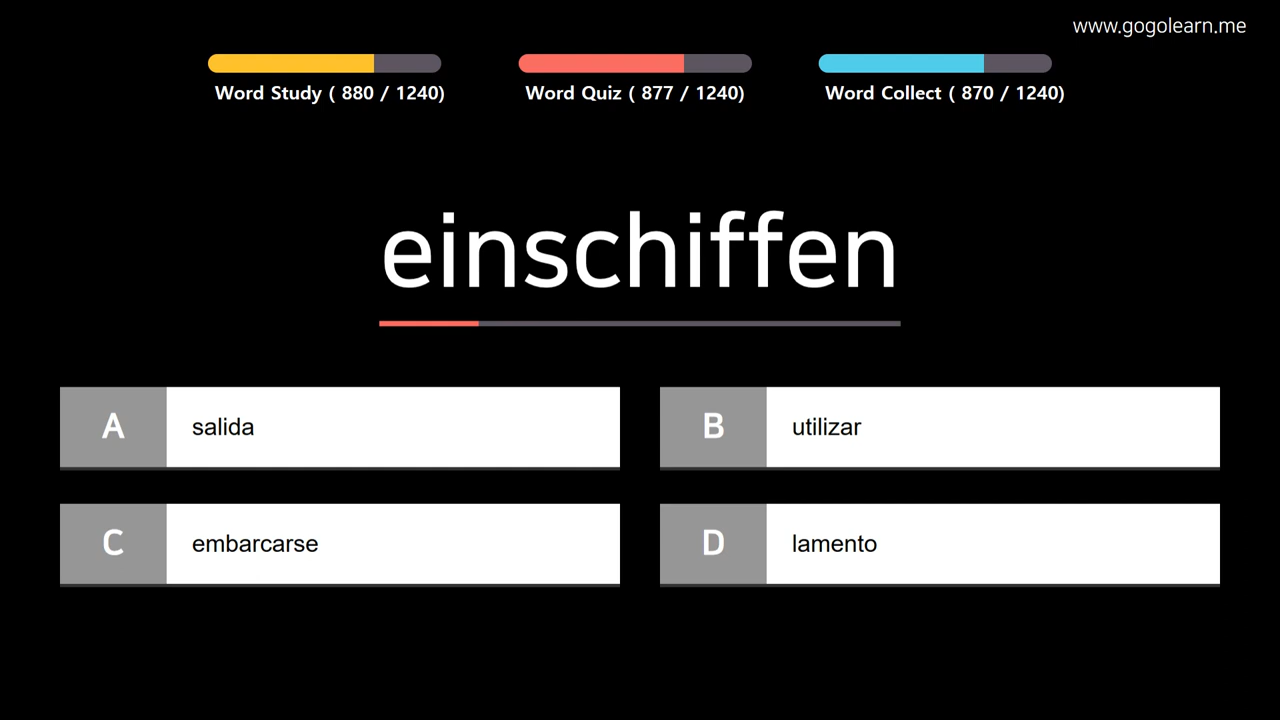 www.gogolearn.me
Word Study ( 880 / 1240)
Word Quiz ( 877 / 1240)
Word Collect ( 870 / 1240)
einschiffen
A
salida
B
utilizar
C
embarcarse
D
lamento